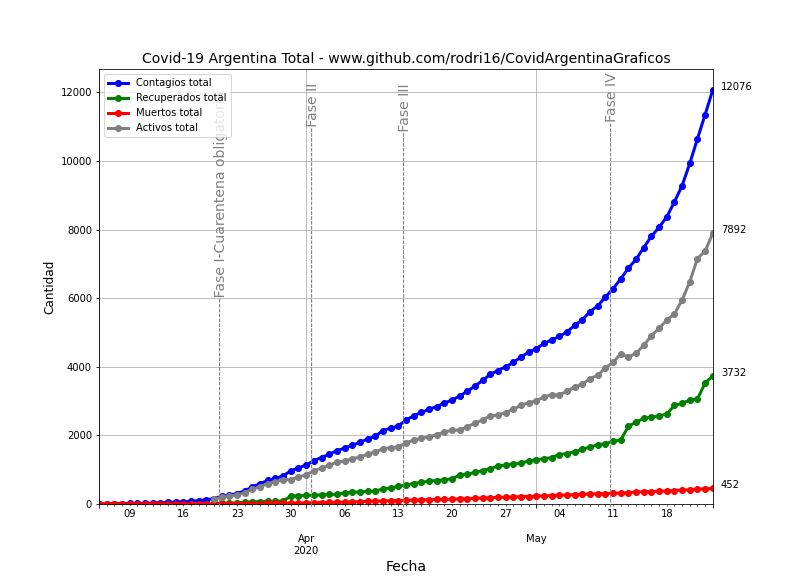 Covid-19 Argentina Total - www.github.com/rodri16/CovidArgentinaGraficos
Contagios total
Recuperados total
Muertos total
Activos total
Fase I-Cuarentena obligatoria
Fase II
Fase III
Fase IV
12076
7892
3732
452
Cantidad
12000
10000
8000
6000
4000
2000
0
09
16
23
30
06
13
20
27
04
11
18
Apr
2020
May
Fecha